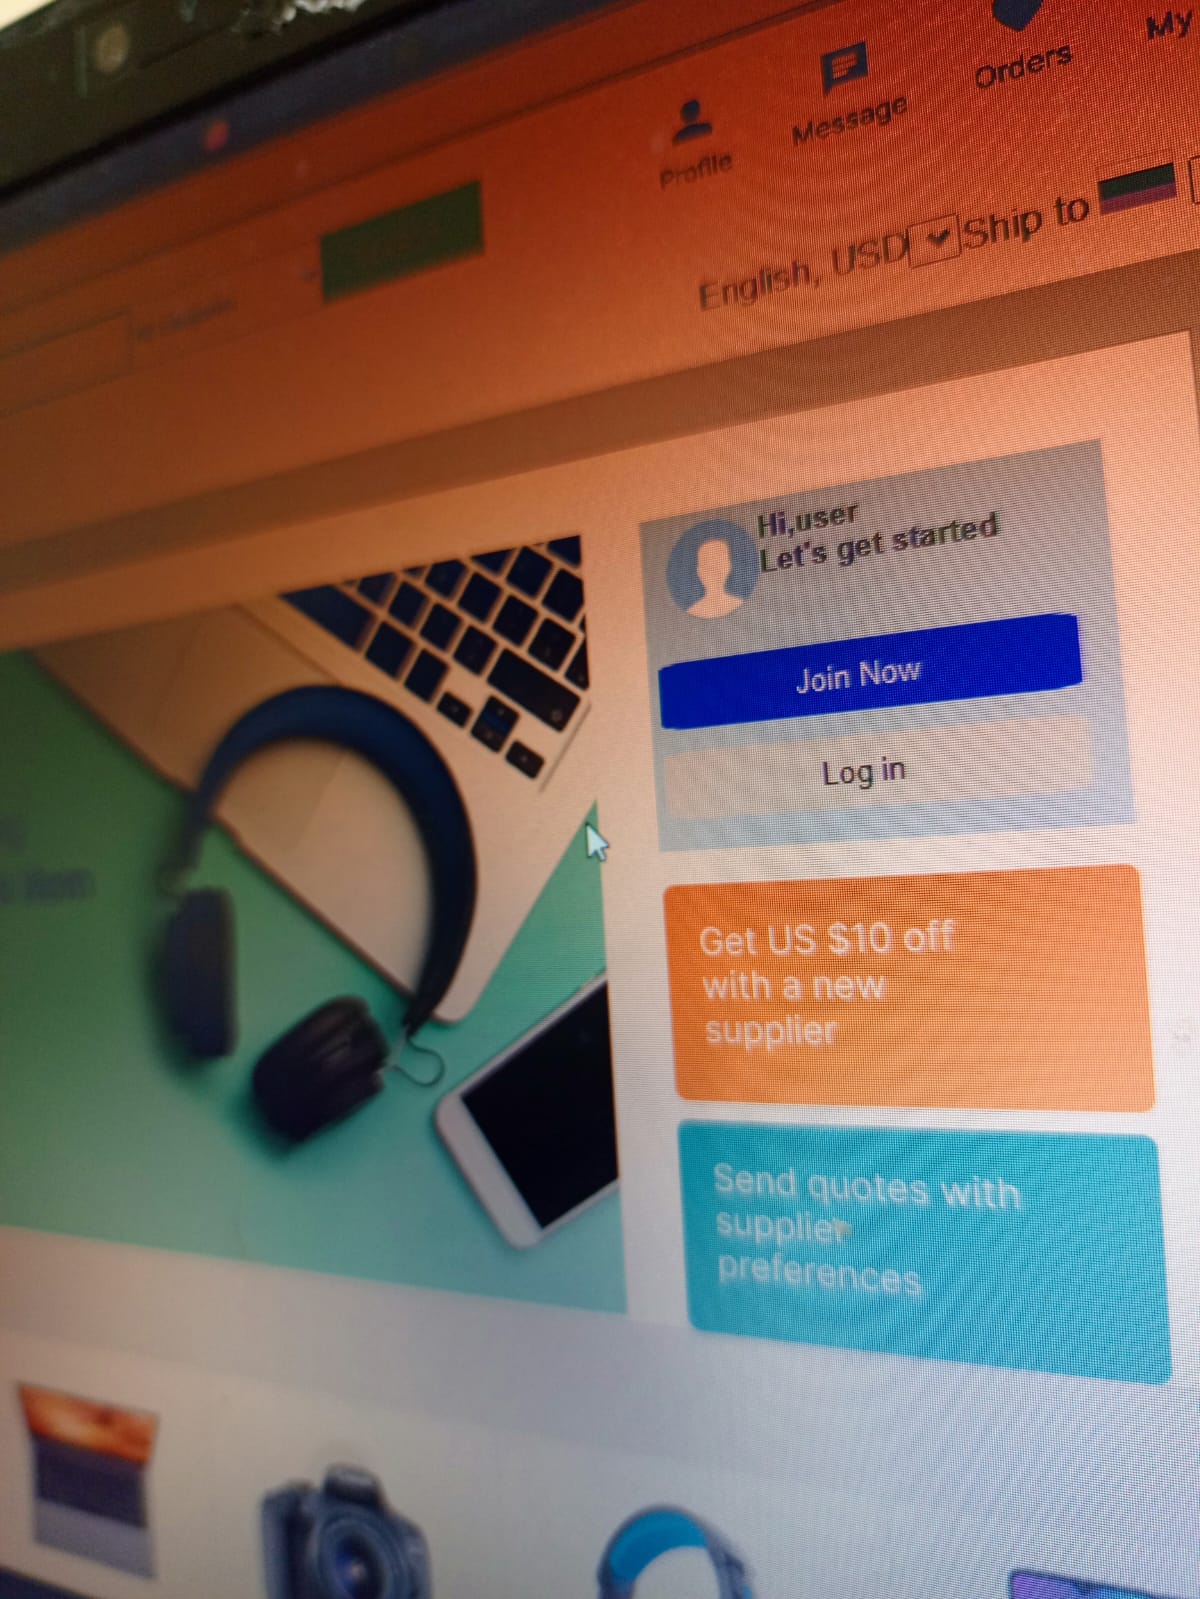 Profile
Message
Orders
My
English, USD
Ship to
Hi,user
Let's get started
Join Now
Log in
Get US $10 off
with a new
supplier
Send quotes with
supplier
preferences